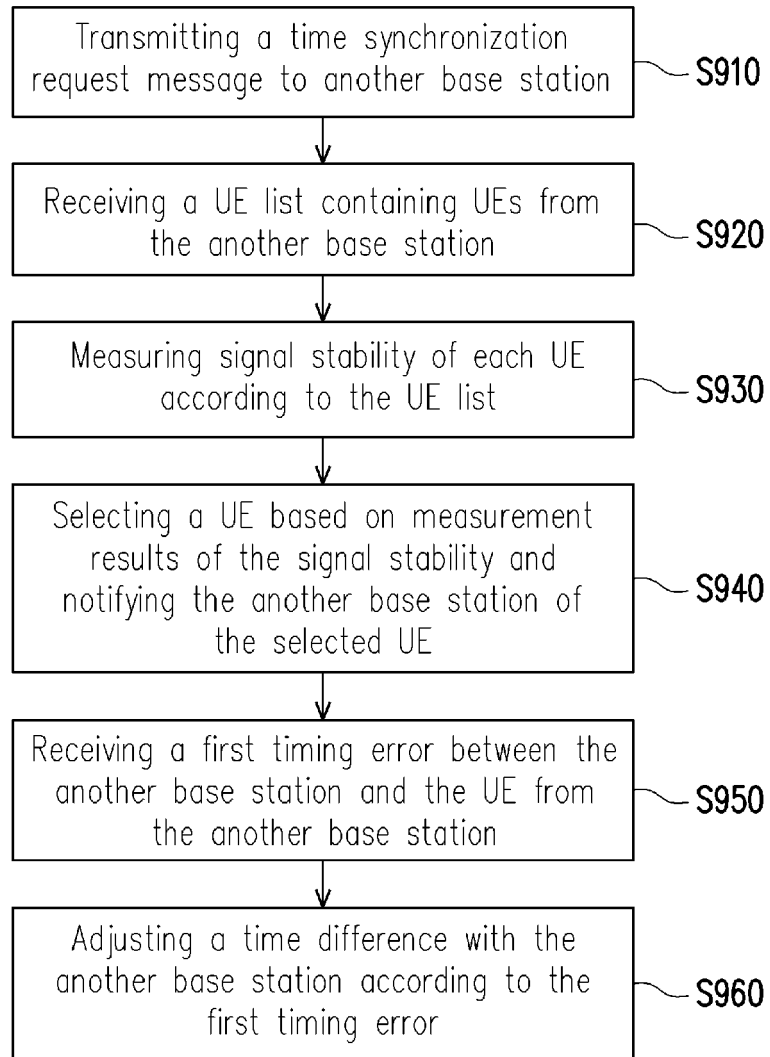 Transmitting a time synchronization
request message to another base station
S910
Receiving a UE list containing UEs from
the another base station
S920
Measuring signal stability of each UE
according to the UE list
S930
Selecting a UE based on measurement
results of the signal stability and
notifying the another base station of
the selected UE
S940
Receiving a first timing error between the
another base station and the UE from
the another base station
S950
Adjusting a time difference with the
another base station according to the
first timing error
S960